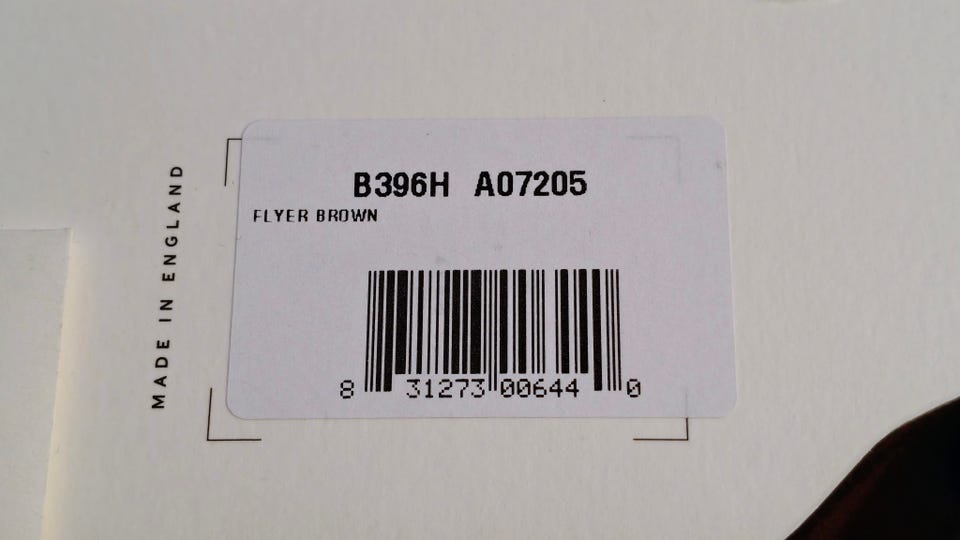 MADE IN ENGLAND
B396H A07205
FLYER BROWN
8 31273 00644 0